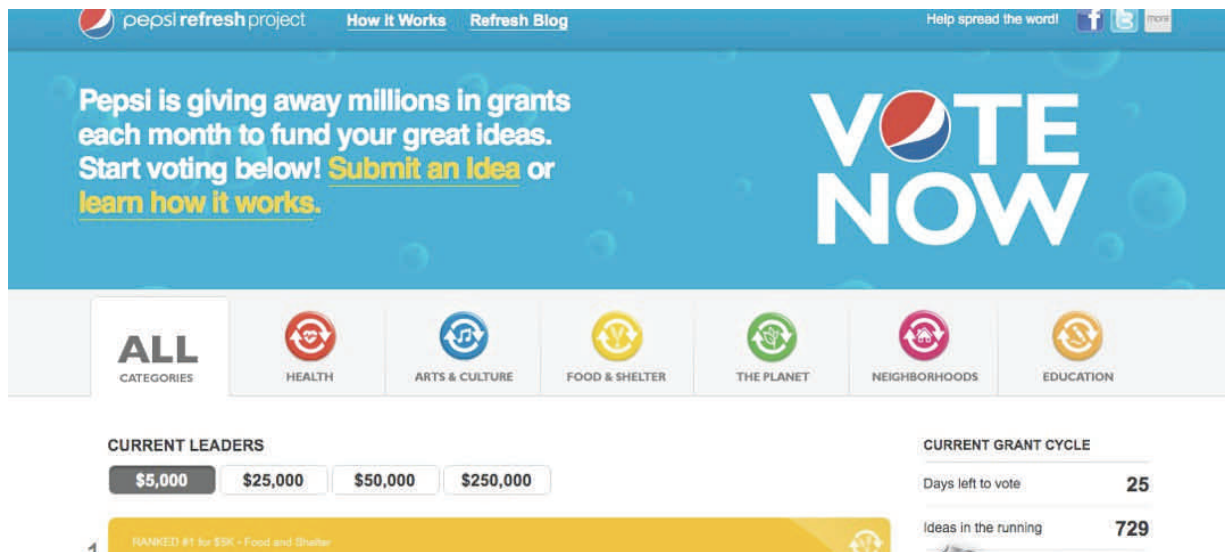 pepsi refresh project How it Works Refresh Blog Help spread the word! f t more
Pepsi is giving away millions in grants
each month to fund your great ideas.
Start voting below! Submit an Idea or
learn how it works.
VOTE
NOW
ALL
CATEGORIES
HEALTH
ARTS & CULTURE
FOOD & SHELTER
THE PLANET
NEIGHBORHOODS
EDUCATION
CURRENT LEADERS
$5,000 $25,000 $50,000 $250,000
1
RANKED #1 for $5K - Food and Shelter
CURRENT GRANT CYCLE
Days left to vote 25
Ideas in the running 729